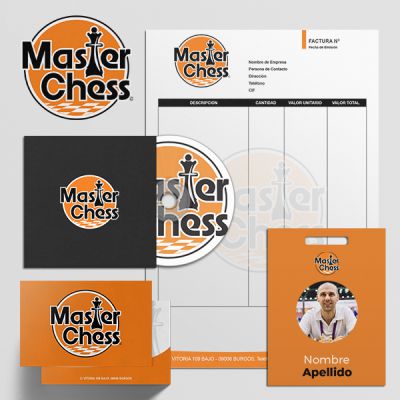 Master
Chess
©
Master
Chess
FACTURA Nº
Fecha de Emisión
Nombre de Empresa
Persona de Contacto
Dirección
Teléfono
CIF
DESCRIPCIÓN CANTIDAD VALOR UNITARIO VALOR TOTAL
Master
Chess
Master
Chess
Master
Chess
Master
Chess
Nombre
Apellido
Master
Chess
VITORIA 109 BAJO - 09006 BURGOS.